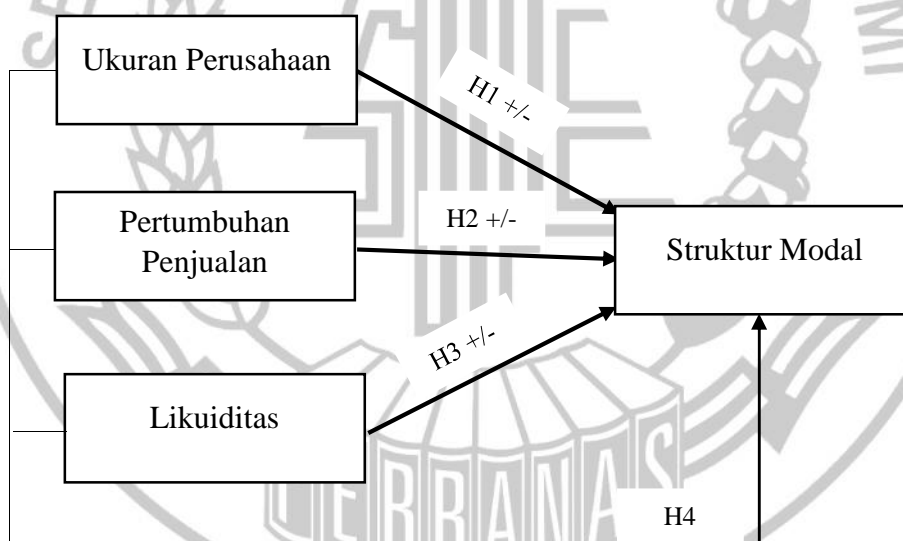 Ukuran Perusahaan
H1 +/-
Pertumbuhan
Penjualan
H2 +/-
Struktur Modal
H3 +/-
Likuiditas
H4